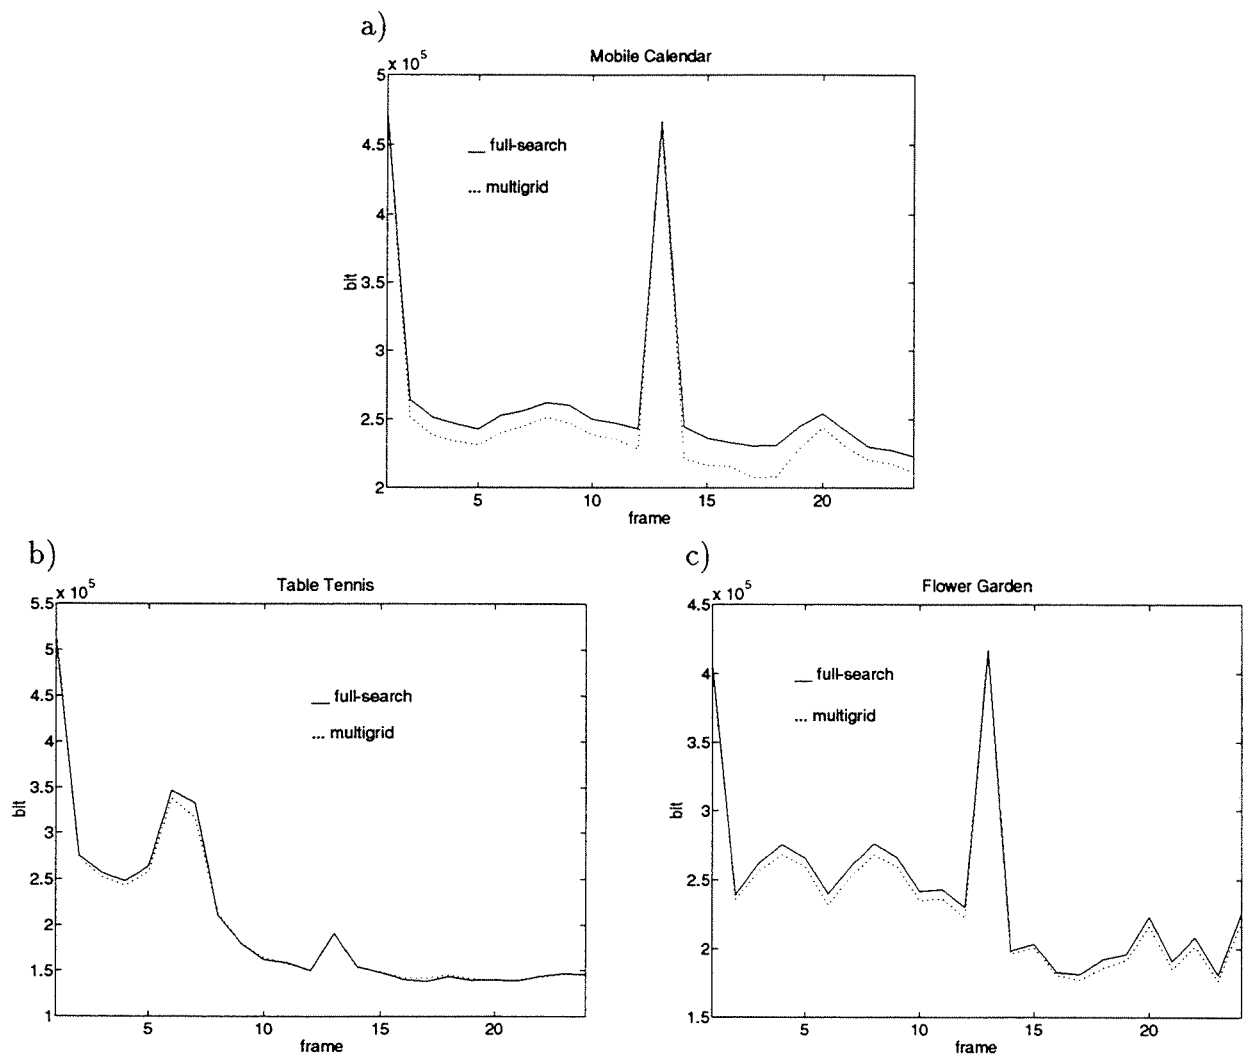 a)
Mobile Calendar
x 10^5
5
4.5
4
3.5
3
2.5
2
bit
full-search
... multigrid
5 10 15 20
frame
b)
Table Tennis
x 10^5
5.5
5
4.5
4
3.5
3
2.5
2
1.5
1
bit
full-search
... multigrid
5 10 15 20
frame
c)
Flower Garden
x 10^5
4.5
4
3.5
3
2.5
2
1.5
bit
full-search
... multigrid
5 10 15 20
frame